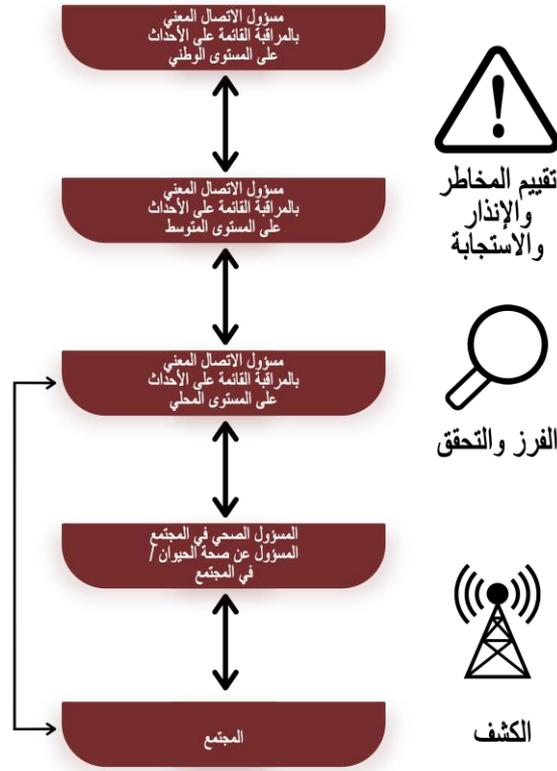 مسؤول الاتصال المعني
بالمراقبة القائمة على الأحداث
على المستوى الوطني
تقييم المخاطر
والإنذار
والاستجابة
مسؤول الاتصال المعني
بالمراقبة القائمة على الأحداث
على المستوى المتوسط
مسؤول الاتصال المعني
بالمراقبة القائمة على الأحداث
على المستوى المحلي
الفرز والتحقق
المسؤول الصحي في المجتمع
المسؤول عن صحة الحيوان /
في المجتمع
الكشف
المجتمع